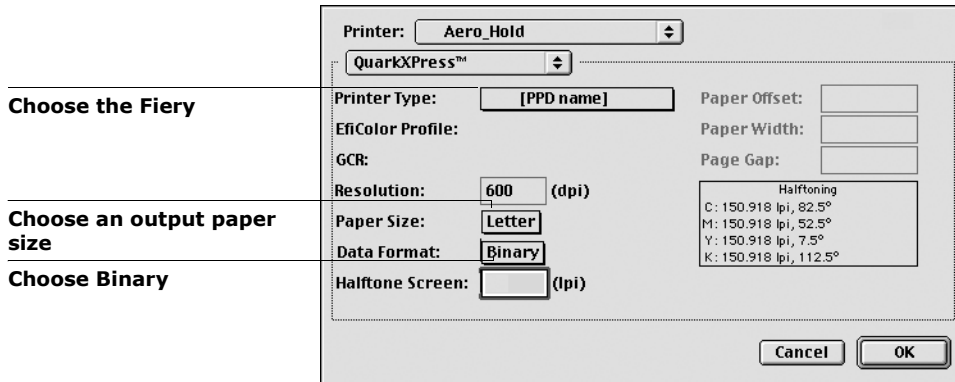 Printer: Aero_Hold
QuarkXPress™
Choose the Fiery
Printer Type: [PPD name] Paper Offset:
EfiColor Profile: Paper Width:
GCR: Page Gap:
Resolution: 600 (dpi)
Halftoning
C: 150.918 lpi, 82.5°
M: 150.918 lpi, 52.5°
Y: 150.918 lpi, 7.5°
K: 150.918 lpi, 112.5°
Choose an output paper
size
Paper Size: Letter
Data Format: Binary
Choose Binary
Halftone Screen: (lpi)
Cancel OK